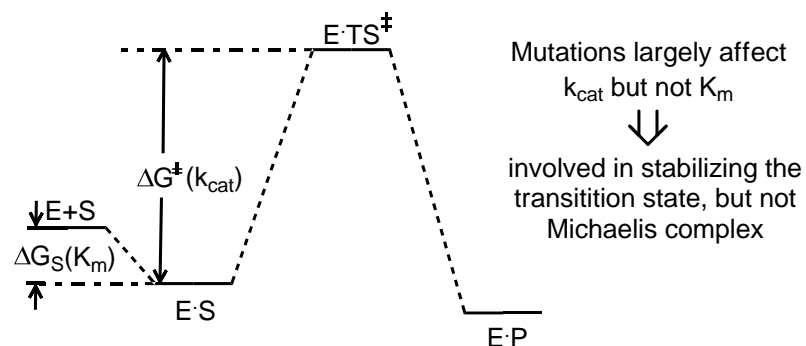 E·TS‡
Mutations largely affect
kcat but not Km
ΔG‡(kcat)
involved in stabilizing the
transitition state, but not
Michaelis complex
E+S
ΔGS(Km)
E·S
E·P